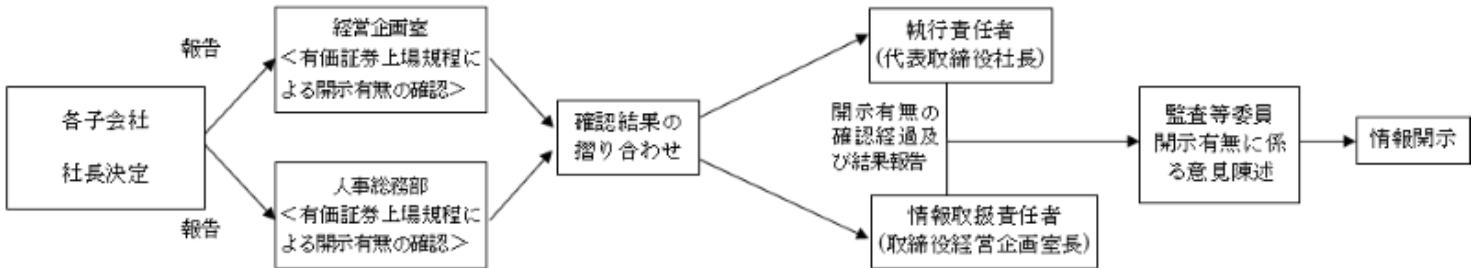 報告
各子会社
社長決定
報告
経営企画室
＜有価証券上場規程に
よる開示有無の確認＞
人事総務部
＜有価証券上場規程に
よる開示有無の確認＞
確認結果の
摺り合わせ
執行責任者
(代表取締役社長)
開示有無の
確認経過及
び結果報告
情報取扱責任者
(取締役経営企画室長)
監査等委員
開示有無に係
る意見陳述
情報開示